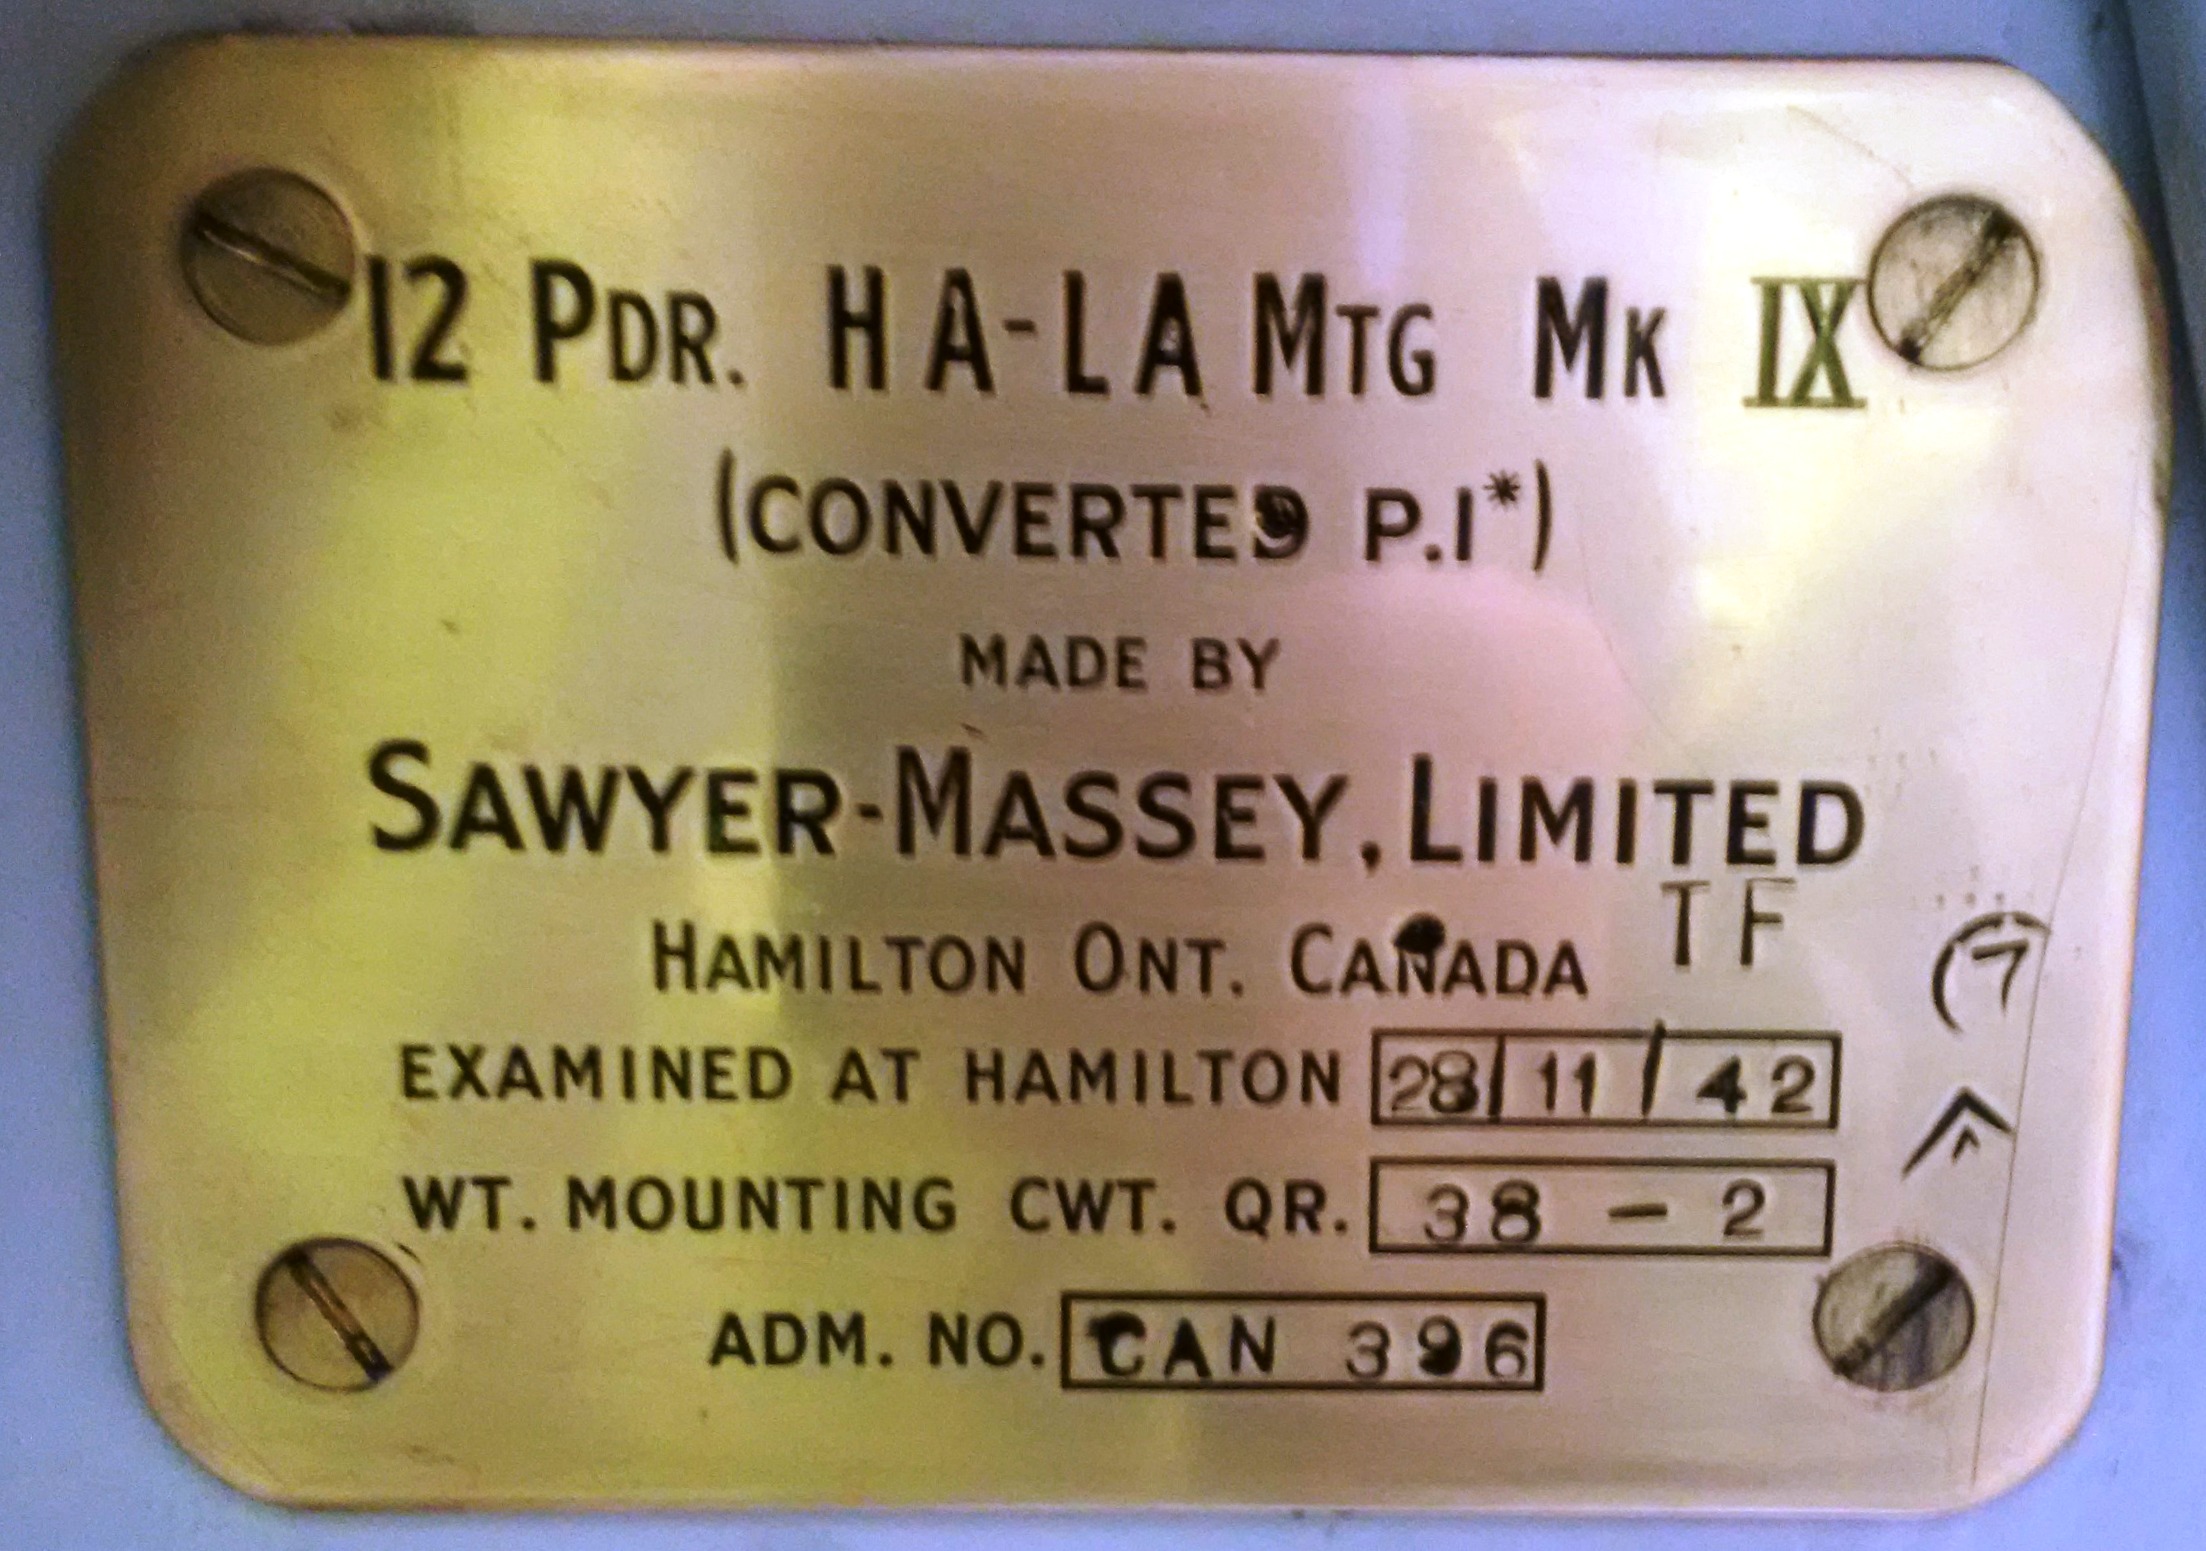 12 PDR. HA-LA MTG MK IX
(CONVERTED P.I*)
MADE BY
SAWYER-MASSEY, LIMITED
TF
HAMILTON ONT. CANADA
(7
EXAMINED AT HAMILTON 28/11/42
WT. MOUNTING CWT. QR. 38 - 2
ADM. NO. CAN 396